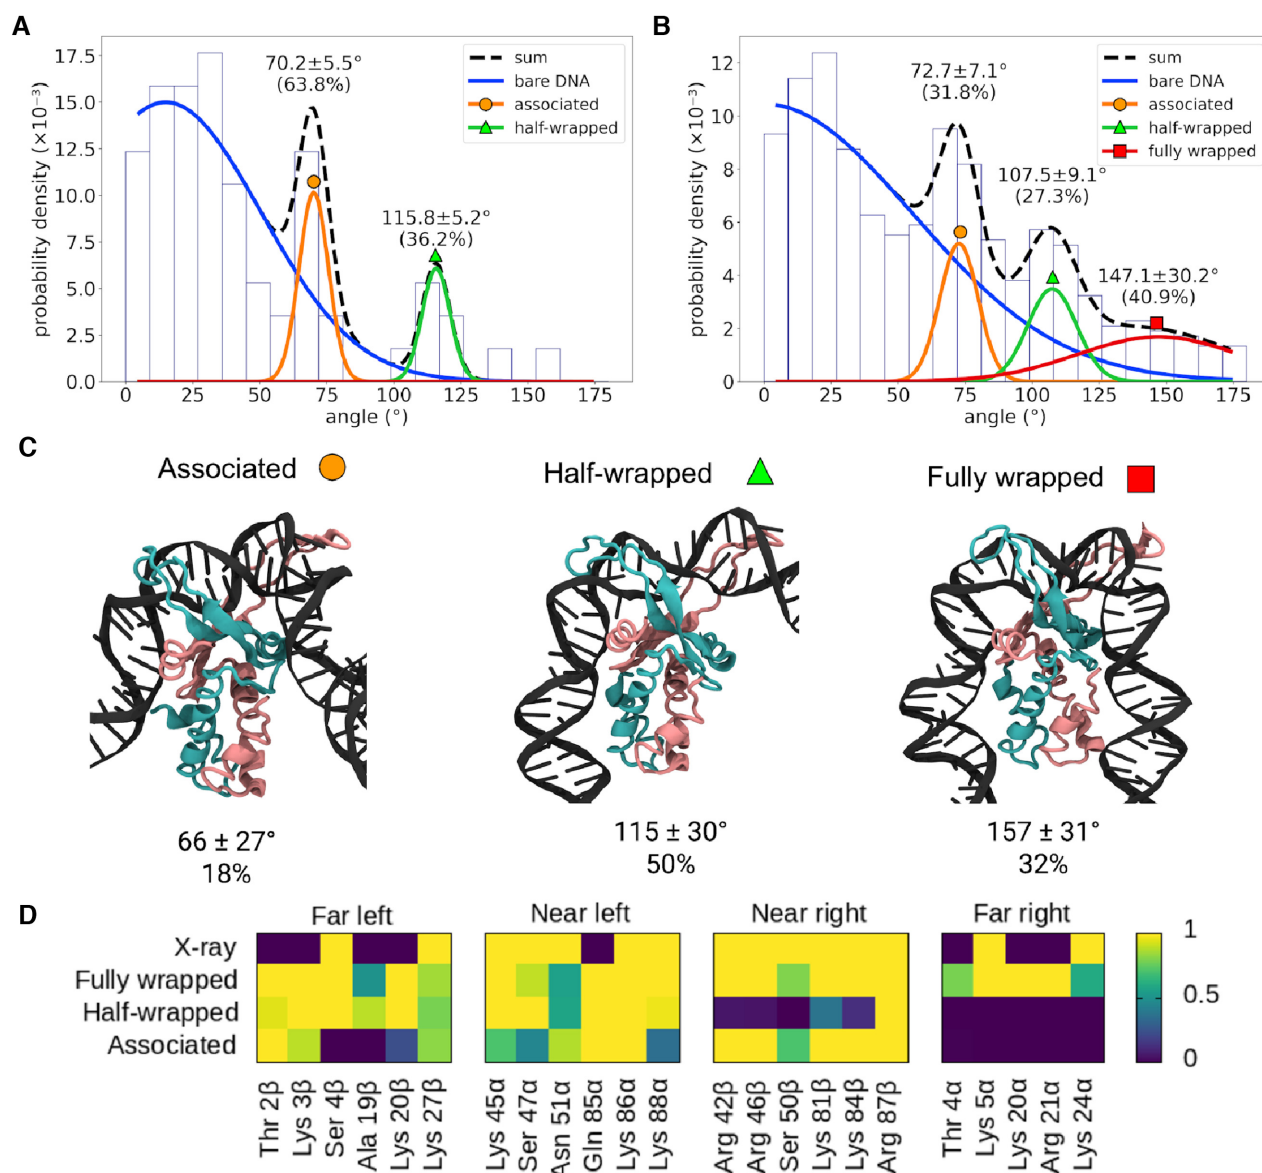 A
probability density (×10⁻³)
17.5
15.0
12.5
10.0
7.5
5.0
2.5
0.0
70.2±5.5°
(63.8%)
115.8±5.2°
(36.2%)
sum
bare DNA
associated
half-wrapped
0 25 50 75 100 125 150 175
angle (°)
B
probability density (×10⁻³)
12
10
8
6
4
2
0
72.7±7.1°
(31.8%)
107.5±9.1°
(27.3%)
147.1±30.2°
(40.9%)
sum
bare DNA
associated
half-wrapped
fully wrapped
0 25 50 75 100 125 150 175
angle (°)
C
Associated
Half-wrapped
Fully wrapped
66 ± 27°
18%
115 ± 30°
50%
157 ± 31°
32%
D
Far left
Near left
Near right
Far right
X-ray
Fully wrapped
Half-wrapped
Associated
1
0.5
0
Thr 2β
Lys 3β
Ser 4β
Ala 19β
Lys 20β
Lys 27β
Lys 45α
Ser 47α
Asn 51α
Gln 85α
Lys 86α
Lys 88α
Arg 42β
Arg 46β
Ser 50β
Lys 81β
Lys 84β
Arg 87β
Thr 4α
Lys 5α
Lys 20α
Arg 21α
Lys 24α